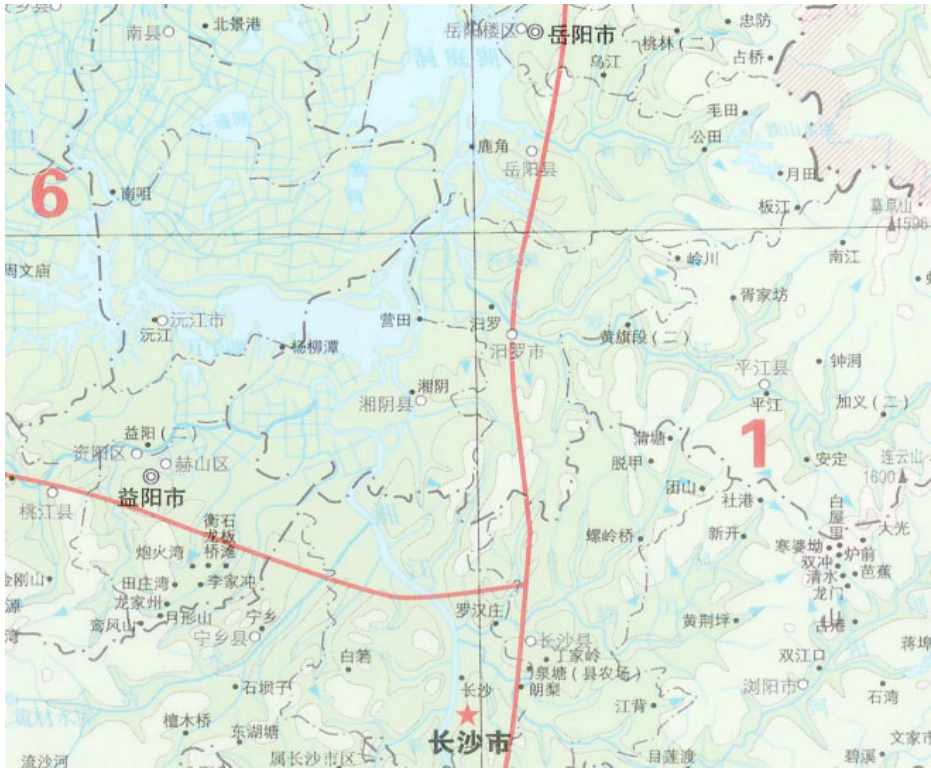 南县
北景港
岳阳楼区
岳阳市
忠防
桃林(二)
占桥
乌江
毛田
公田
鹿角
岳阳县
月田
6
南咀
板江
幕阜山
1596
南江
周文庙
岭川
胥家坊
沅江市
沅江
营田
汨罗
汨罗市
黄旗段(二)
杨柳潭
平江县
平江
钟洞
湘阴
湘阴县
加义(二)
益阳(二)
资阳区
赫山区
益阳市
桃江县
蒲塘
脱甲
1
安定
连云山
1600
团山
社港
白屋里
大光
衡龙桥
石板滩
炮火湾
螺岭桥
新开
寒婆坳
炉前
双冲
芭蕉
清水
龙门
田庄湾
李家冲
龙家州
月形山
鸾风山
宁乡
宁乡县
罗汉庄
黄荆坪
古港
长沙县
丁家岭
白箬
泉塘(县农场)
朗梨
长沙
双江口
浏阳市
石湾
石坝子
江背
檀木桥
东湖塘
长沙市
流沙河
属长沙市区
目莲渡
碧溪
文家市